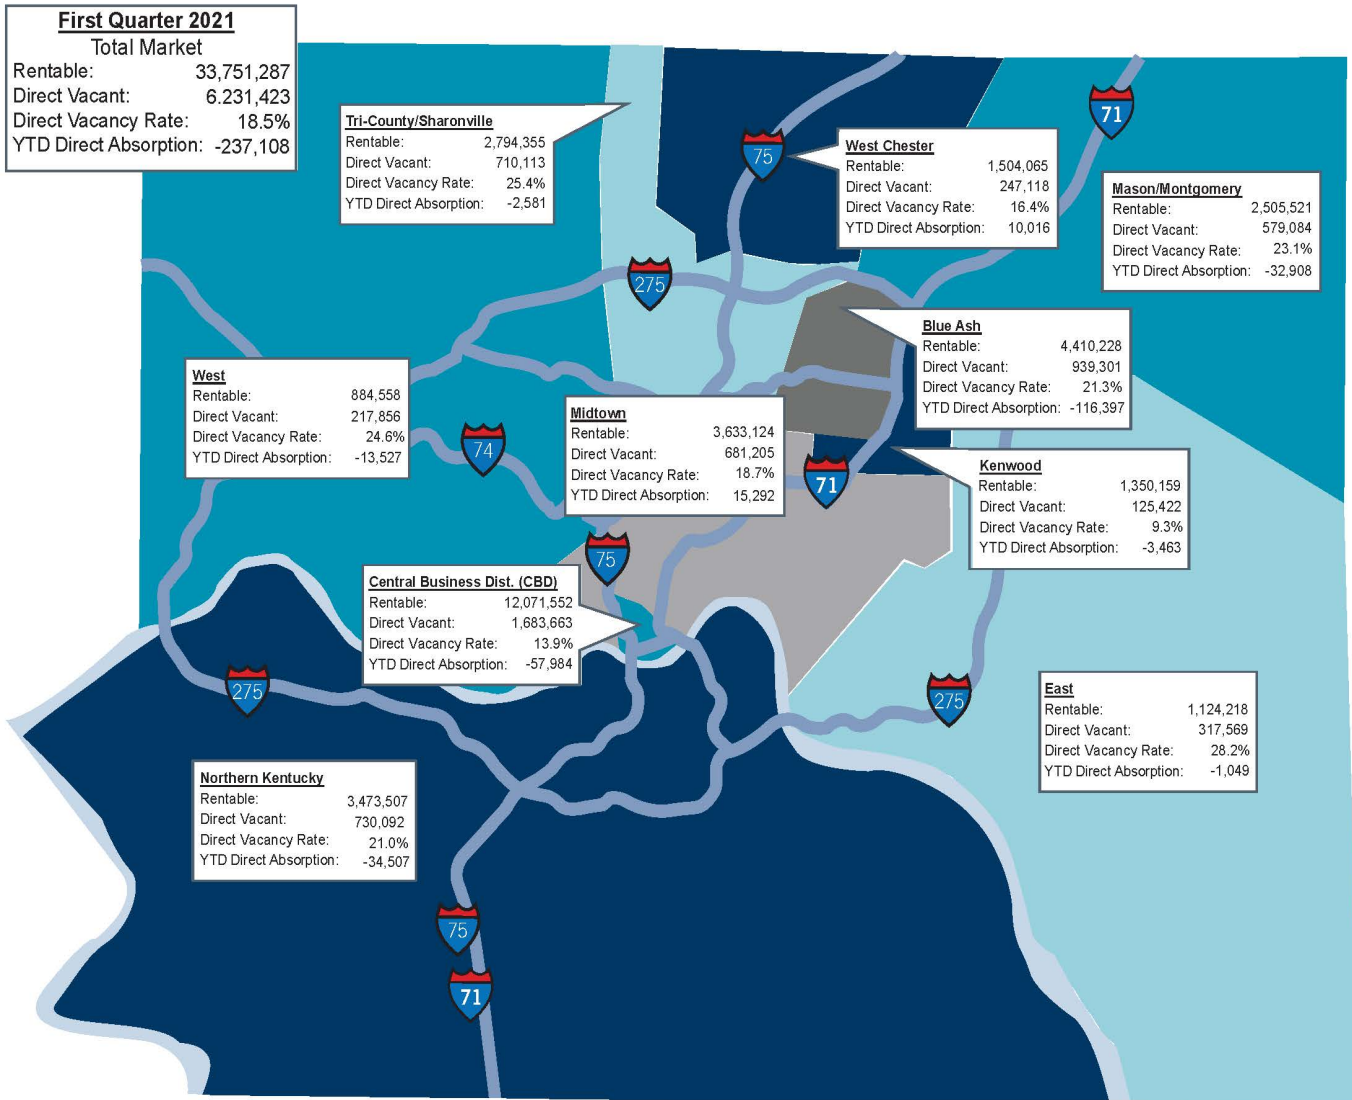 First Quarter 2021
Total Market
Rentable: 33,751,287
Direct Vacant: 6.231,423
Direct Vacancy Rate: 18.5%
YTD Direct Absorption: -237,108
71
Tri-County/Sharonville
Rentable: 2,794,355
Direct Vacant: 710,113
Direct Vacancy Rate: 25.4%
YTD Direct Absorption: -2,581
75
West Chester
Rentable: 1,504,065
Direct Vacant: 247,118
Direct Vacancy Rate: 16.4%
YTD Direct Absorption: 10,016
Mason/Montgomery
Rentable: 2,505,521
Direct Vacant: 579,084
Direct Vacancy Rate: 23.1%
YTD Direct Absorption: -32,908
275
Blue Ash
Rentable: 4,410,228
Direct Vacant: 939,301
Direct Vacancy Rate: 21.3%
YTD Direct Absorption: -116,397
West
Rentable: 884,558
Direct Vacant: 217,856
Direct Vacancy Rate: 24.6%
YTD Direct Absorption: -13,527
74
Midtown
Rentable: 3,633,124
Direct Vacant: 681,205
Direct Vacancy Rate: 18.7%
YTD Direct Absorption: 15,292
71
Kenwood
Rentable: 1,350,159
Direct Vacant: 125,422
Direct Vacancy Rate: 9.3%
YTD Direct Absorption: -3,463
75
Central Business Dist. (CBD)
Rentable: 12,071,552
Direct Vacant: 1,683,663
Direct Vacancy Rate: 13.9%
YTD Direct Absorption: -57,984
275
275
East
Rentable: 1,124,218
Direct Vacant: 317,569
Direct Vacancy Rate: 28.2%
YTD Direct Absorption: -1,049
Northern Kentucky
Rentable: 3,473,507
Direct Vacant: 730,092
Direct Vacancy Rate: 21.0%
YTD Direct Absorption: -34,507
75
71